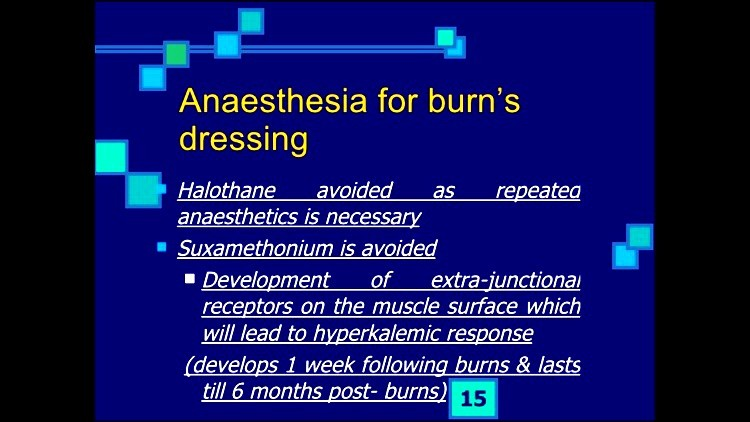 Anaesthesia for burn's
dressing
Halothane avoided as repeated
anaesthetics is necessary
Suxamethonium is avoided
Development of extra-junctional
receptors on the muscle surface which
will lead to hyperkalemic response
(develops 1 week following burns & lasts
till 6 months post- burns)
15